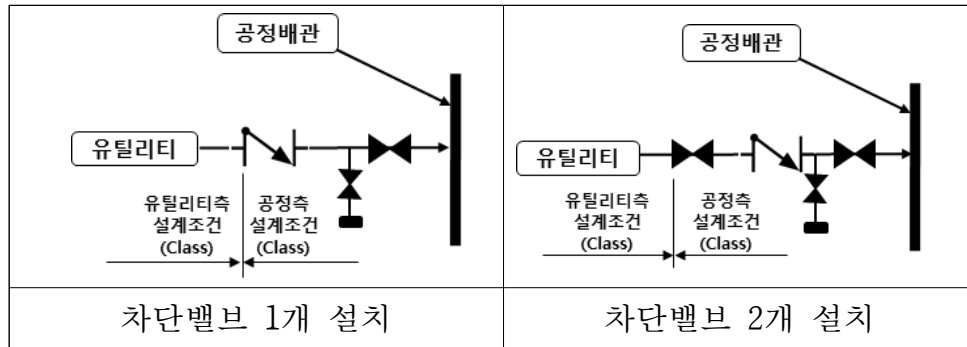 공정배관
유틸리티
유틸리티측
설계조건
(Class)
공정측
설계조건
(Class)
차단밸브 1개 설치
공정배관
유틸리티
유틸리티측
설계조건
(Class)
공정측
설계조건
(Class)
차단밸브 2개 설치